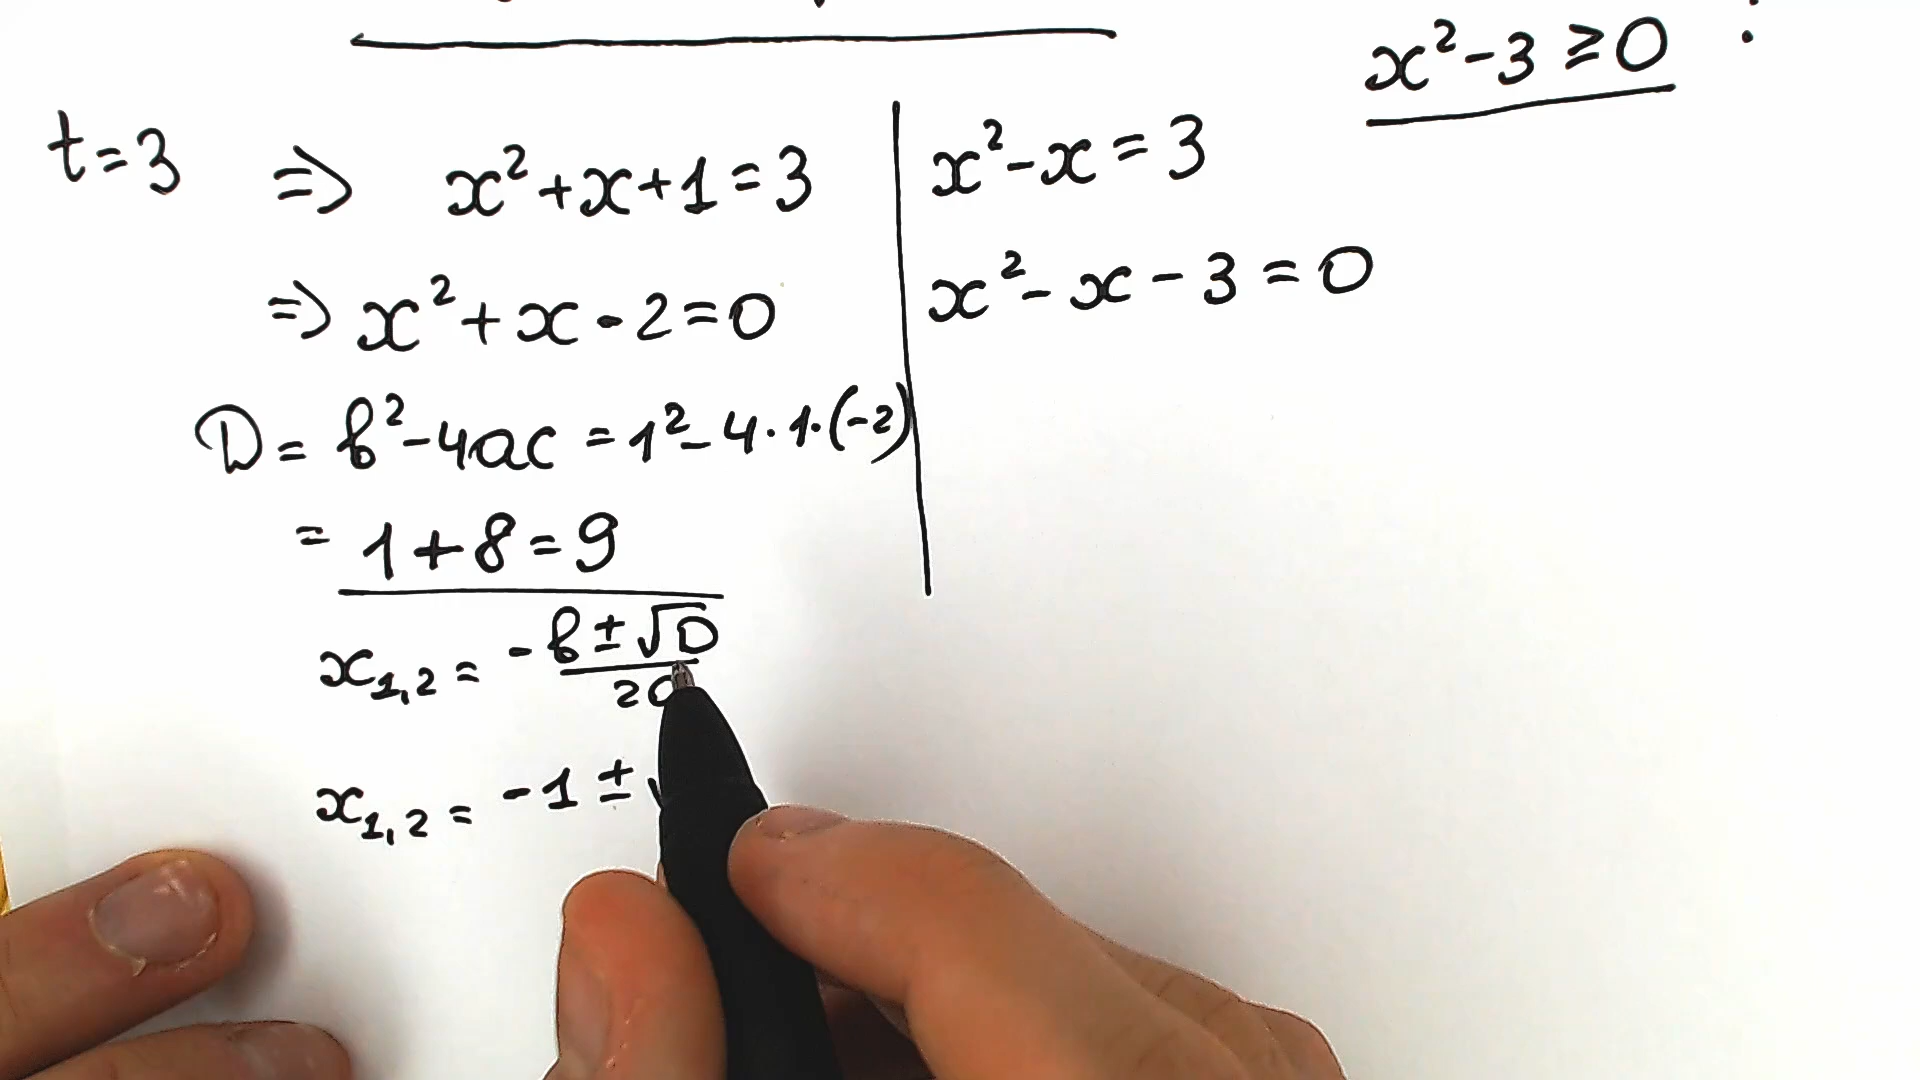 x²-3 ≥ 0
t=3 => x²+x+1=3
=> x²+x-2=0
D = b²-4ac = 1²-4·1·(-2)
= 1+8=9
x1,2 = -b±√D / 2a
x1,2 = -1 ±
x²-x=3
x²-x-3=0